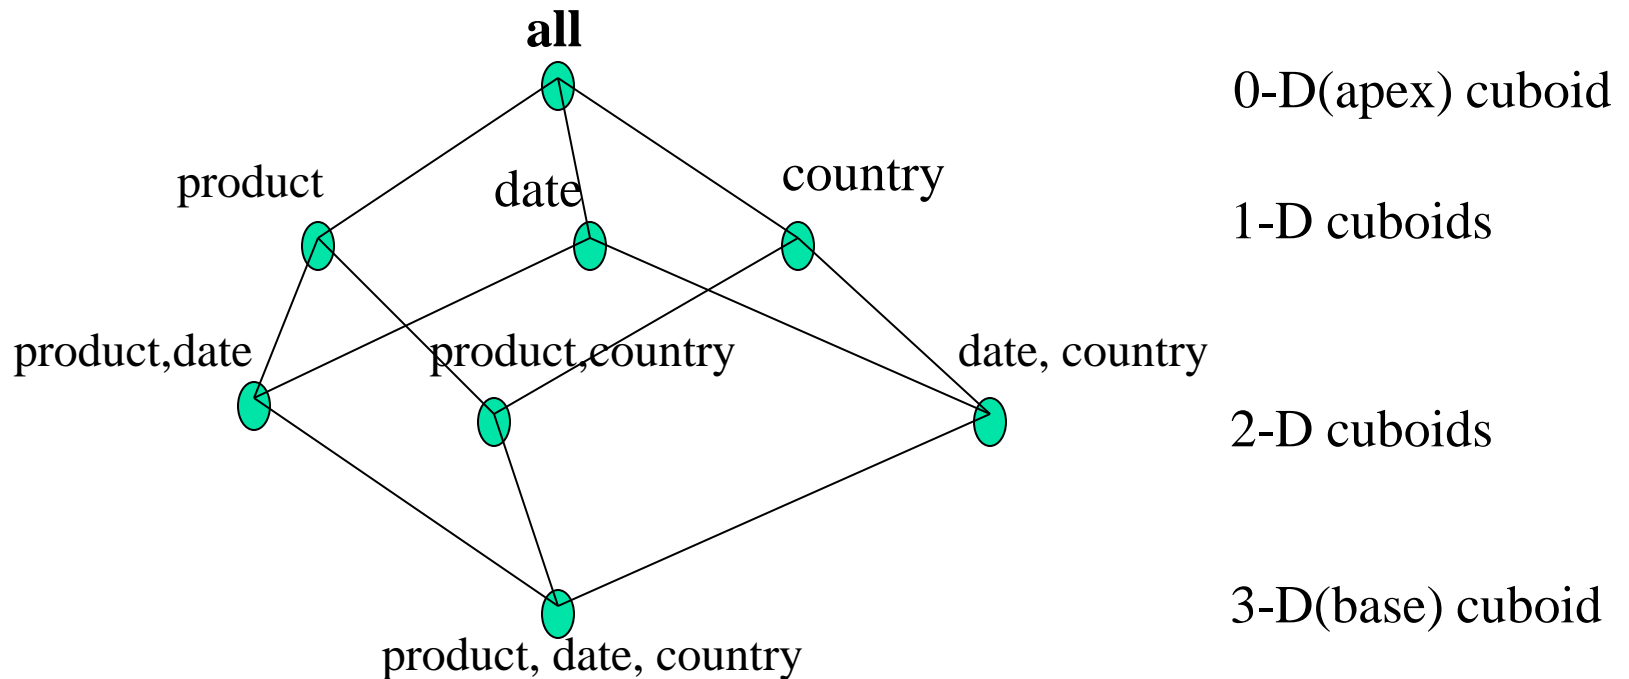 all
0-D(apex) cuboid
product
date
country
1-D cuboids
product,date
product,country
date, country
2-D cuboids
3-D(base) cuboid
product, date, country